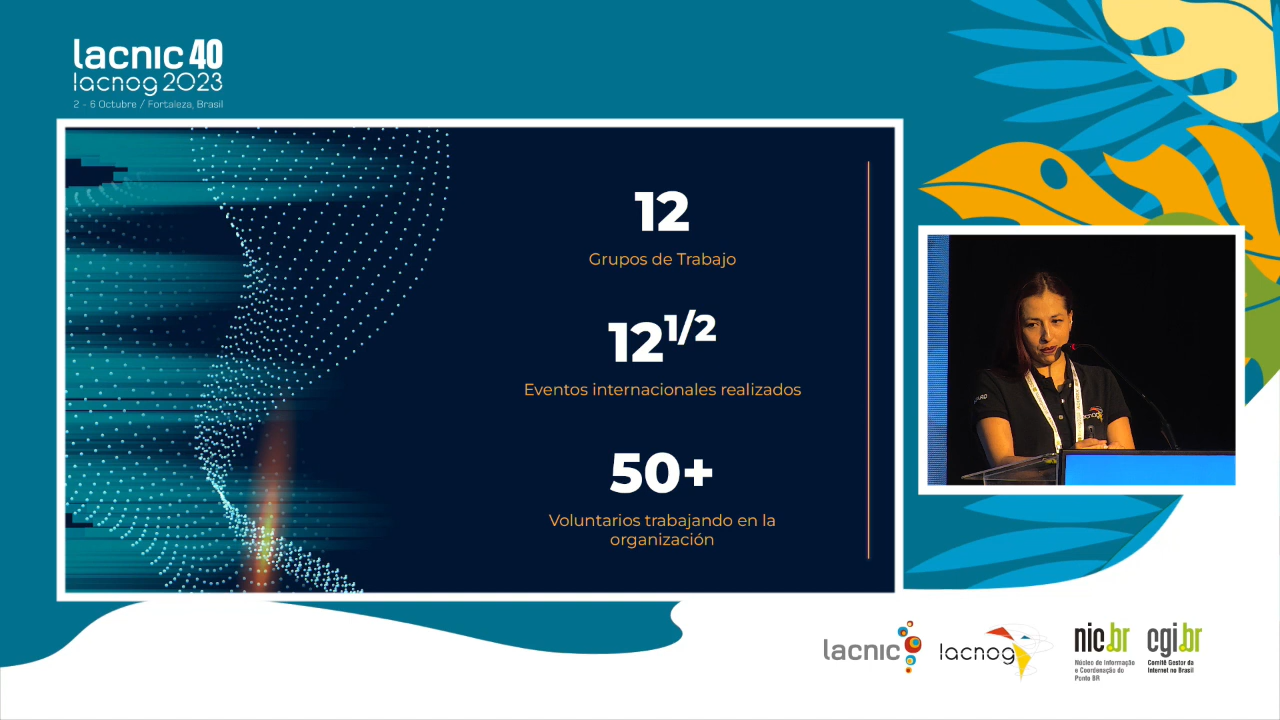 lacnic 40
lacnog 2023
2 - 6 Octubre / Fortaleza, Brasil
12
Grupos de Trabajo
12 1/2
Eventos internacionales realizados
50+
Voluntarios trabajando en la
organización
lacnog
lacnic
lacnog
nic.br
Núcleo de Informação
e Coordenação do
Ponto BR
cgi.br
Comitê Gestor da
Internet no Brasil